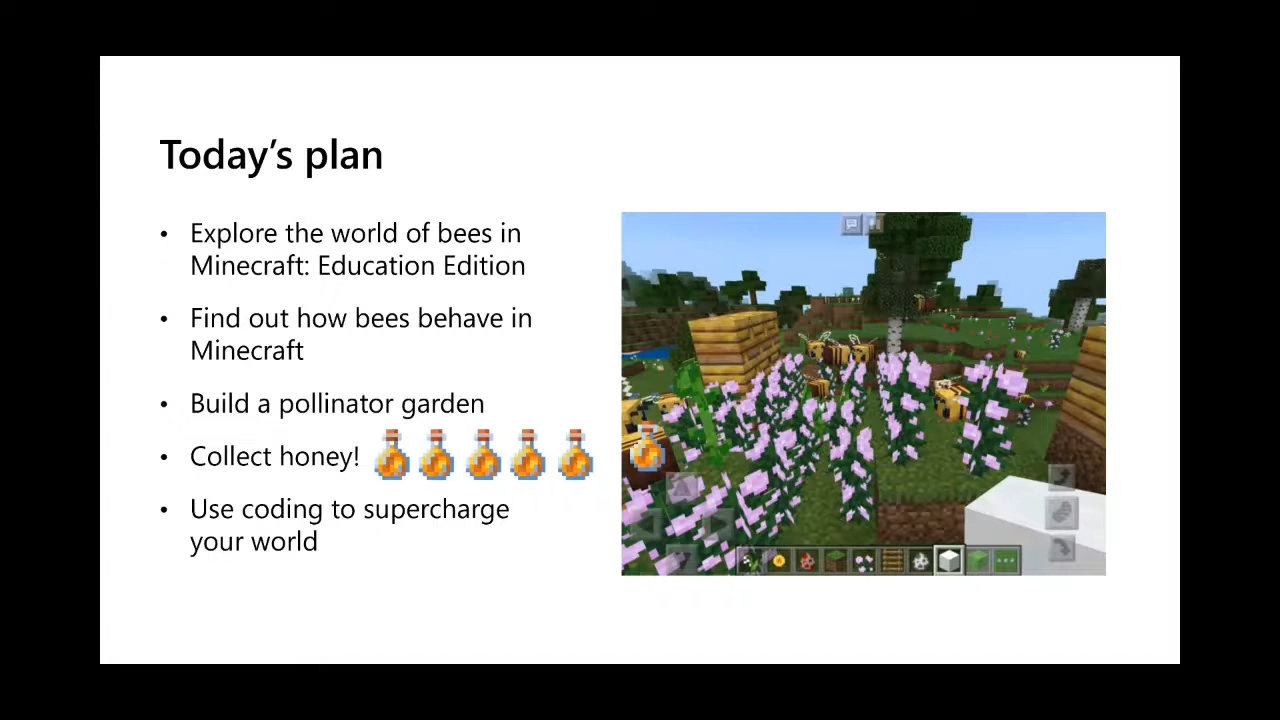 Today’s plan
• Explore the world of bees in
Minecraft: Education Edition
• Find out how bees behave in
Minecraft
• Build a pollinator garden
• Collect honey!
• Use coding to supercharge
your world